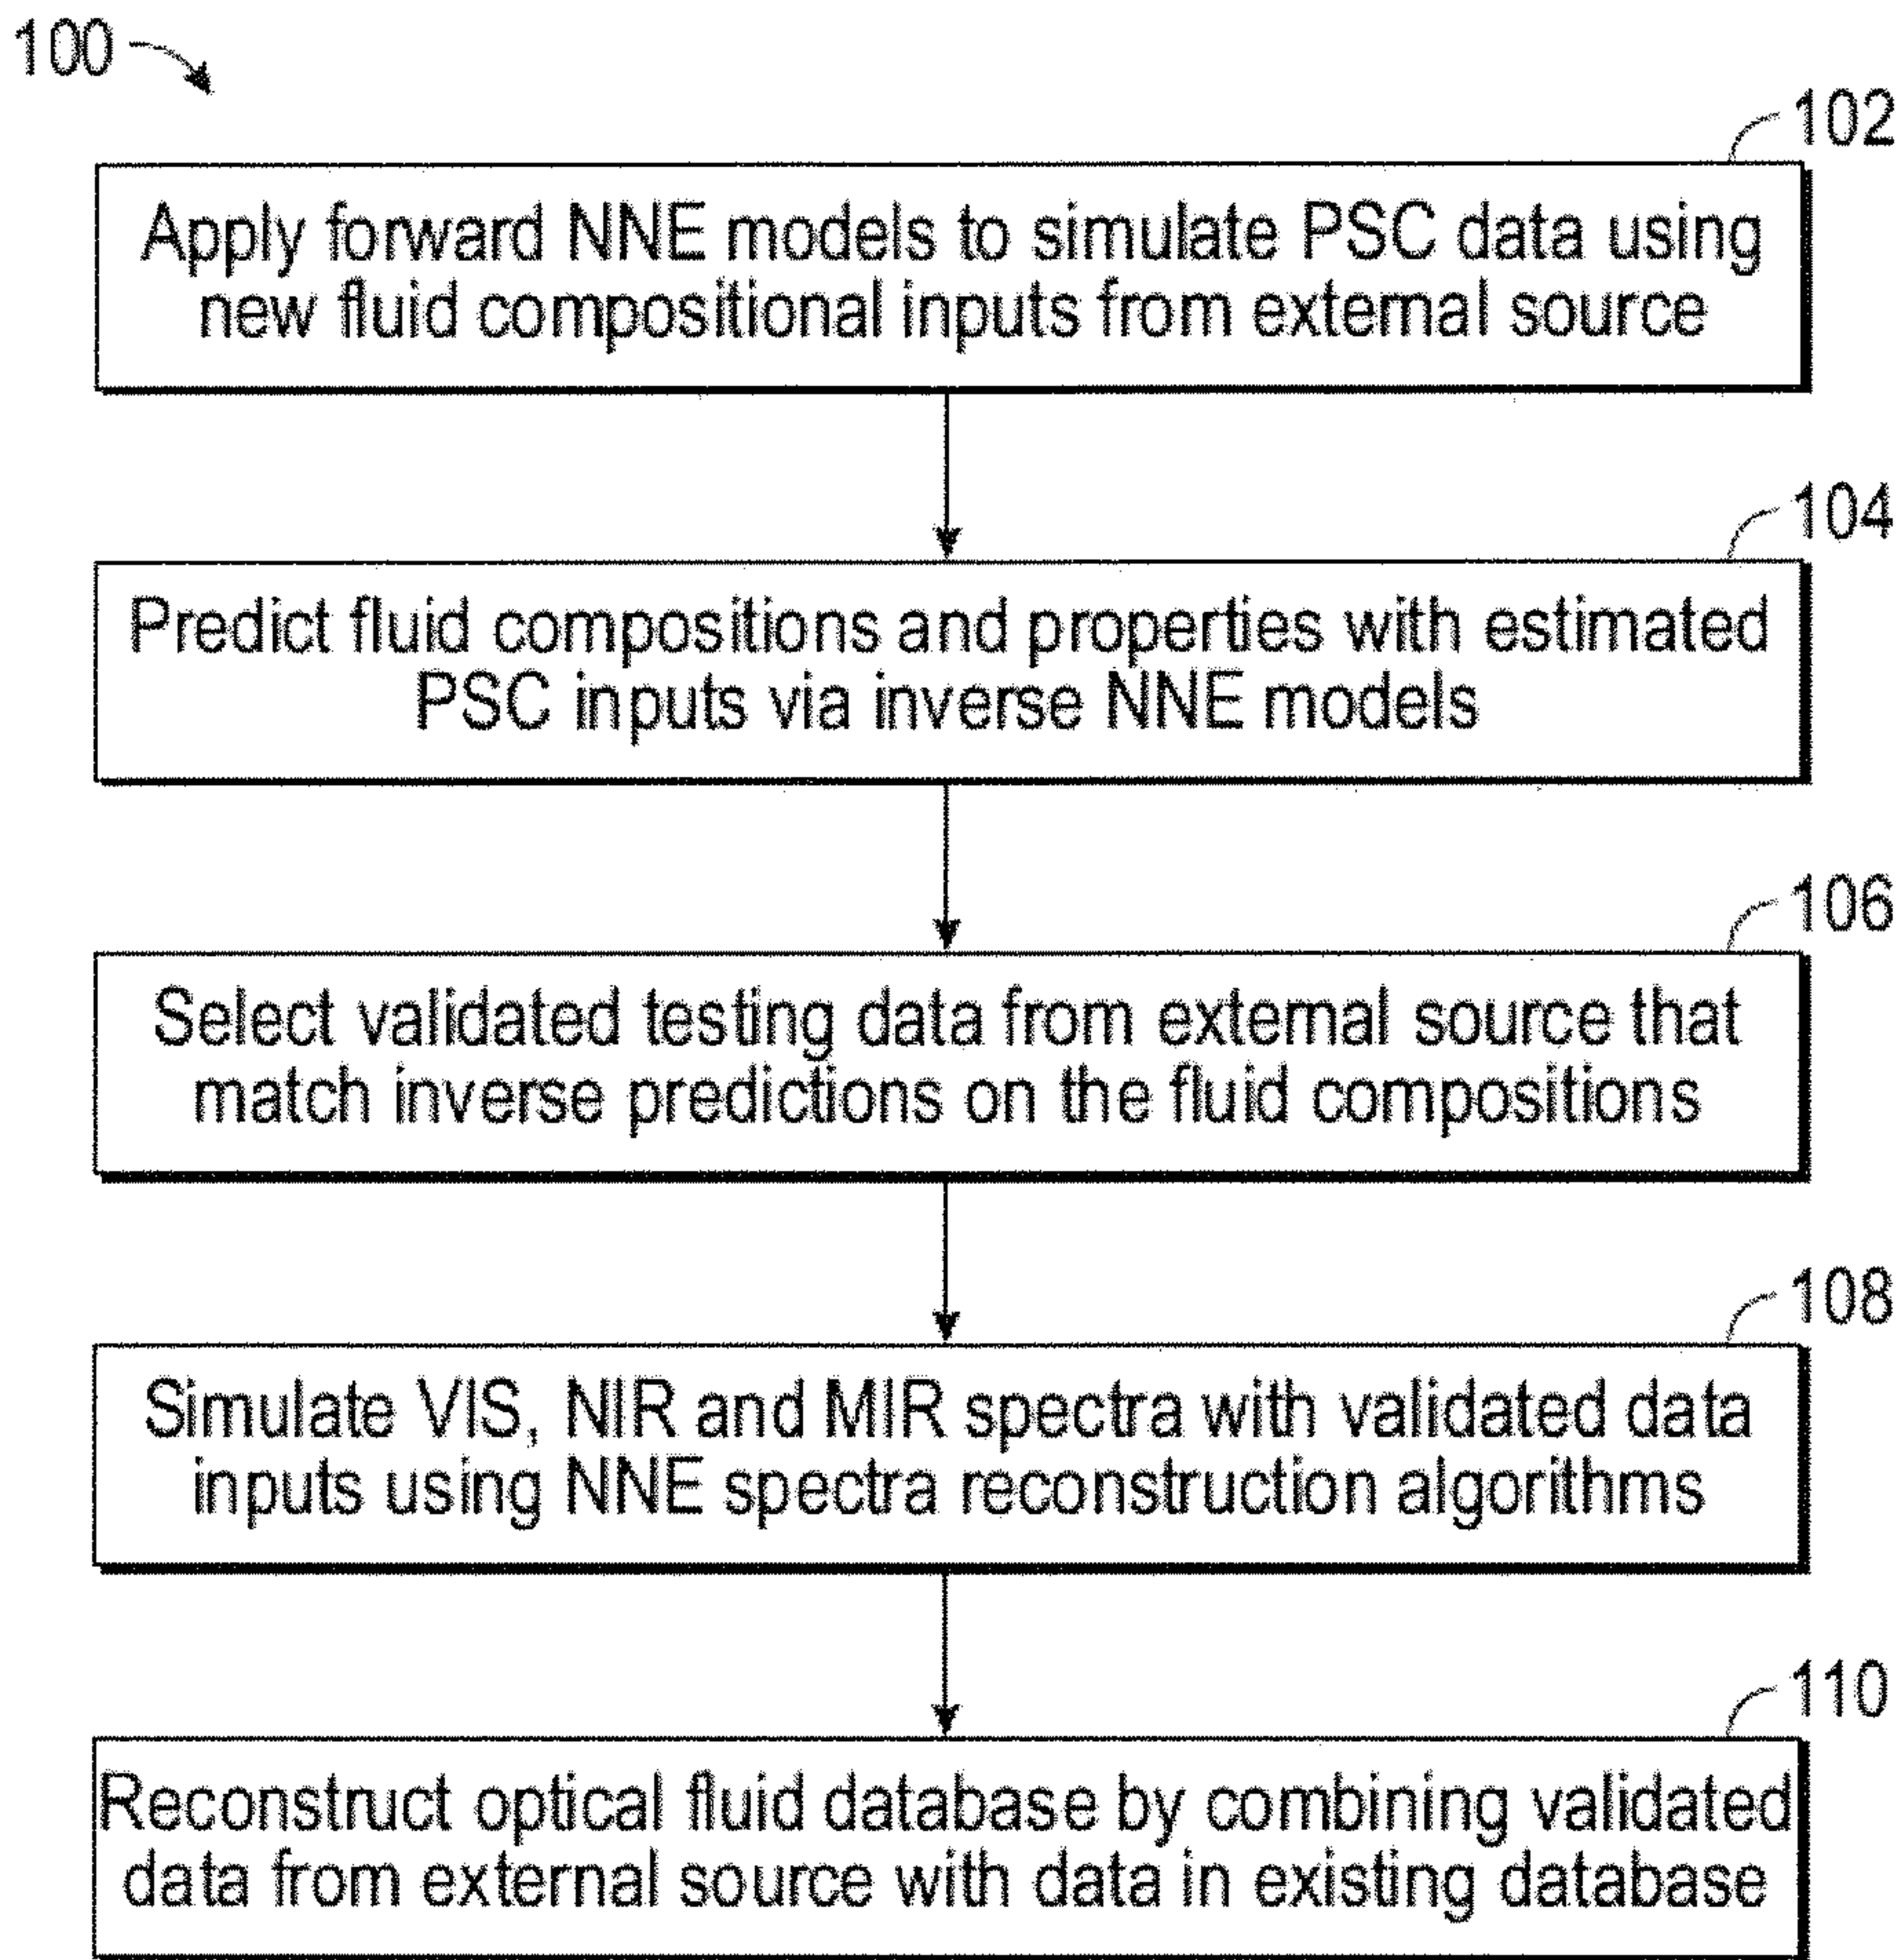 100
102
Apply forward NNE models to simulate PSC data using
new fluid compositional inputs from external source
104
Predict fluid compositions and properties with estimated
PSC inputs via inverse NNE models
106
Select validated testing data from external source that
match inverse predictions on the fluid compositions
108
Simulate VIS, NIR and MIR spectra with validated data
inputs using NNE spectra reconstruction algorithms
110
Reconstruct optical fluid database by combining validated
data from external source with data in existing database